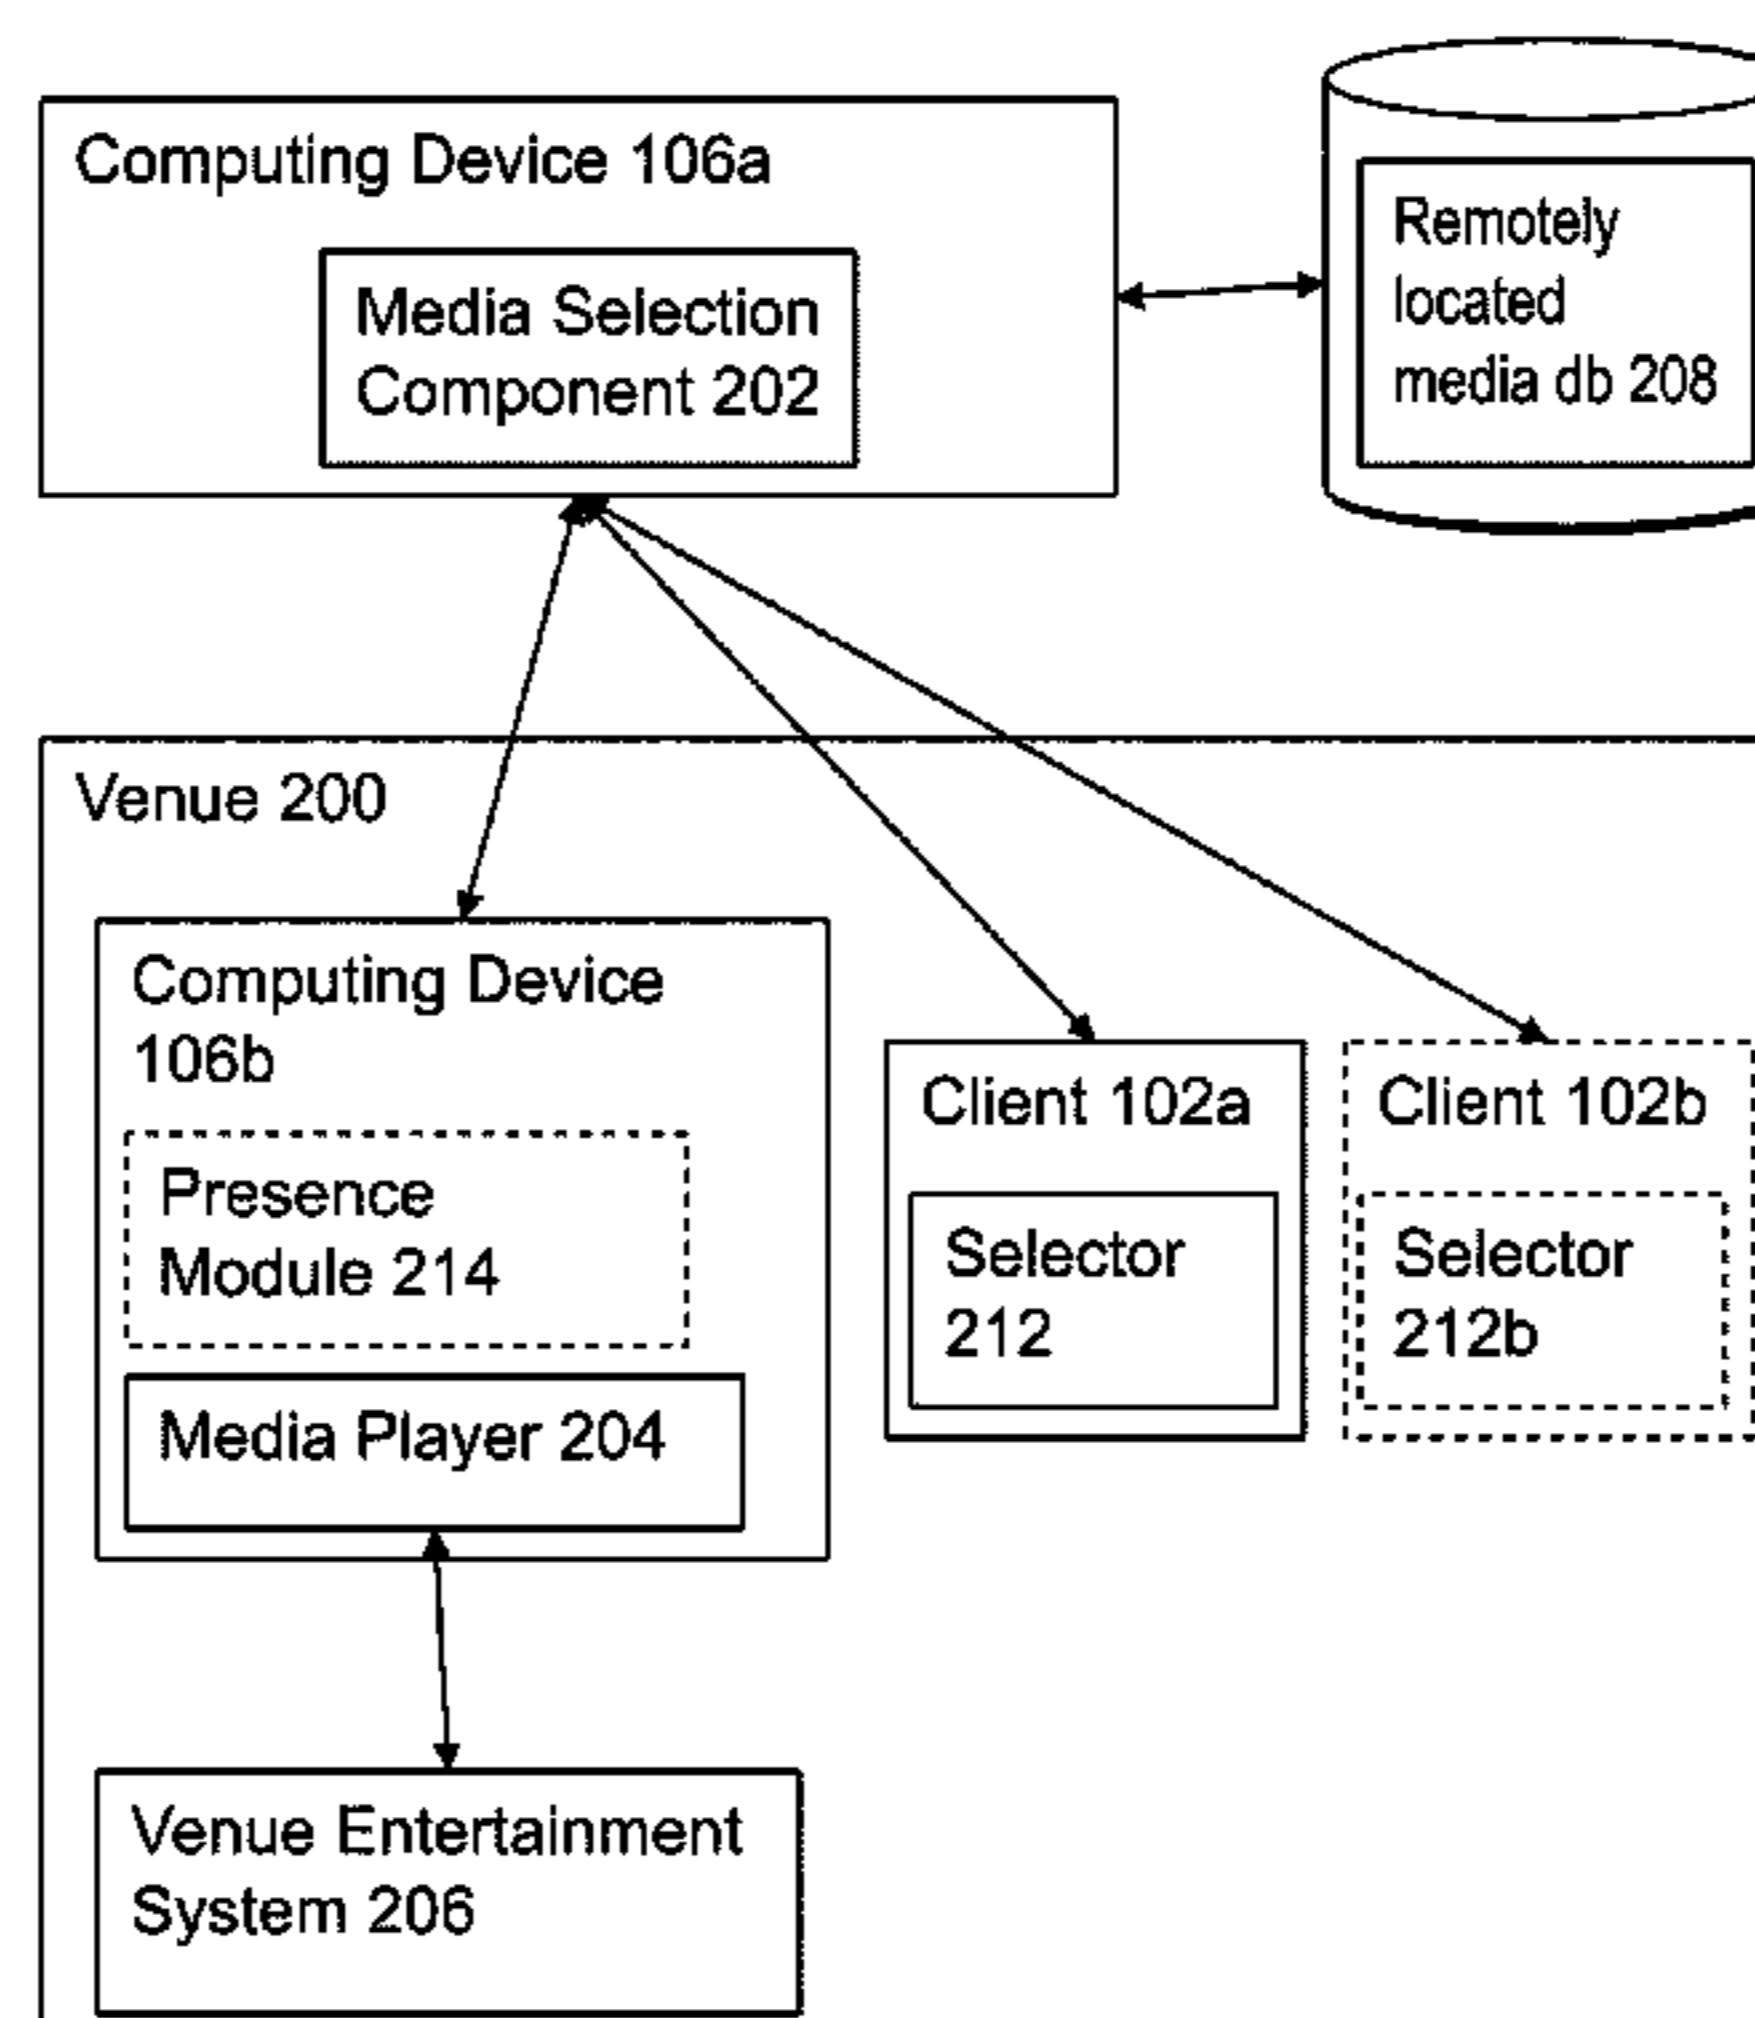 Computing Device 106a
Media Selection
Component 202
Remotely
located
media db 208
Venue 200
Computing Device
106b
Presence
Module 214
Media Player 204
Client 102a
Selector
212
Client 102b
Selector
212b
Venue Entertainment
System 206